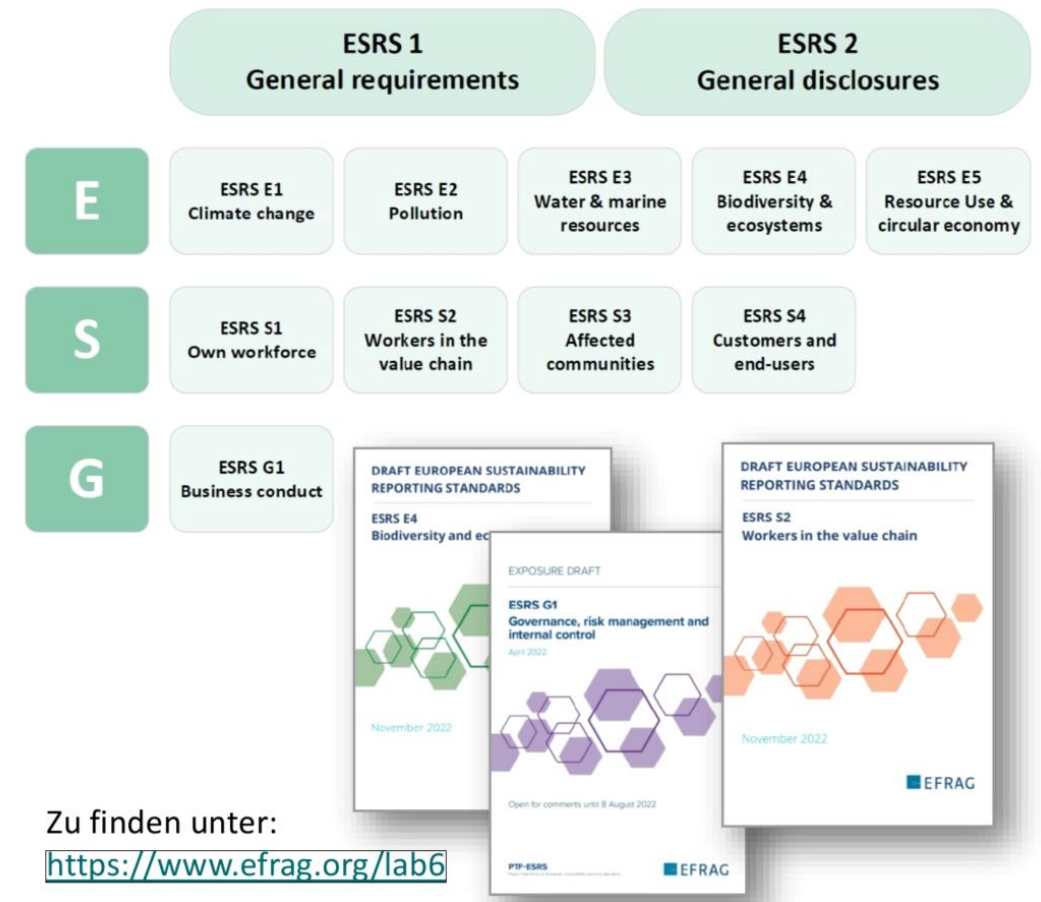 ESRS 1
General requirements
ESRS 2
General disclosures
E
ESRS E1
Climate change
ESRS E2
Pollution
ESRS E3
Water & marine
resources
ESRS E4
Biodiversity &
ecosystems
ESRS E5
Resource Use &
circular economy
S
ESRS S1
Own workforce
ESRS S2
Workers in the
value chain
ESRS S3
Affected
communities
ESRS S4
Customers and
end-users
G
ESRS G1
Business conduct
DRAFT EUROPEAN SUSTAINABILITY
REPORTING STANDARDS
ESRS E4
Biodiversity and ec
November 2022
EXPOSURE DRAFT
ESRS G1
Governance, risk management and
internal control
April 2022
Open for comments until 8 August 2022
PTF-ESRS
EFRAG
DRAFT EUROPEAN SUSTAINABILITY
REPORTING STANDARDS
ESRS S2
Workers in the value chain
November 2022
EFRAG
Zu finden unter:
https://www.efrag.org/lab6